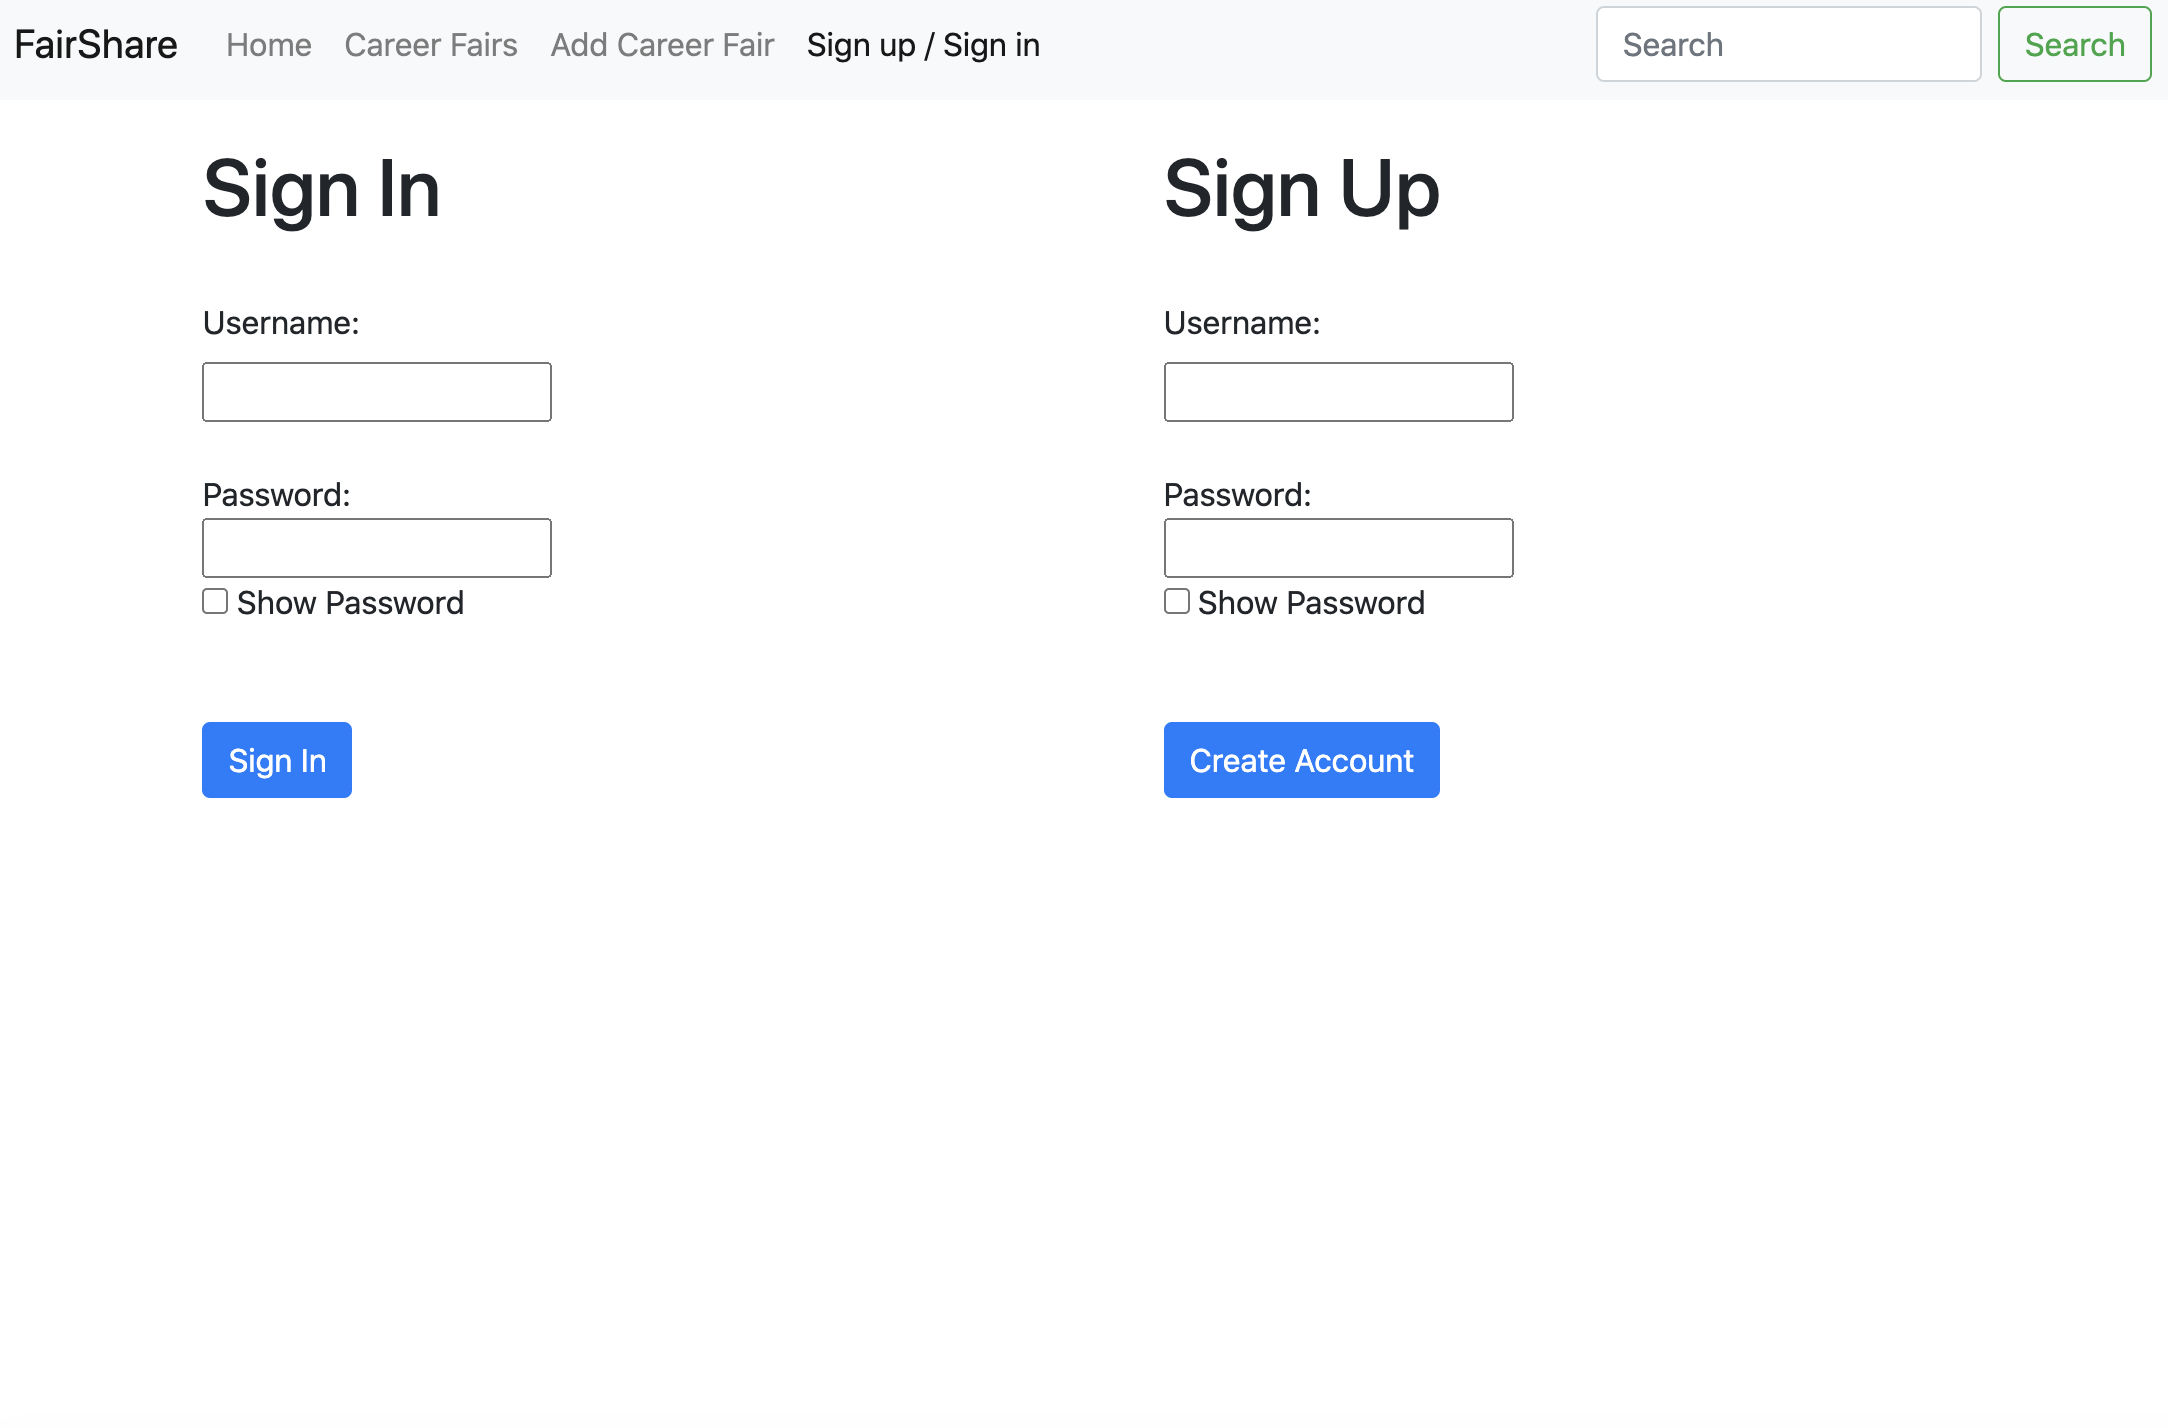 FairShare Home Career Fairs Add Career Fair Sign up / Sign in Search Search
Sign In
Username:
Password:
Show Password
Sign In
Sign Up
Username:
Password:
Show Password
Create Account